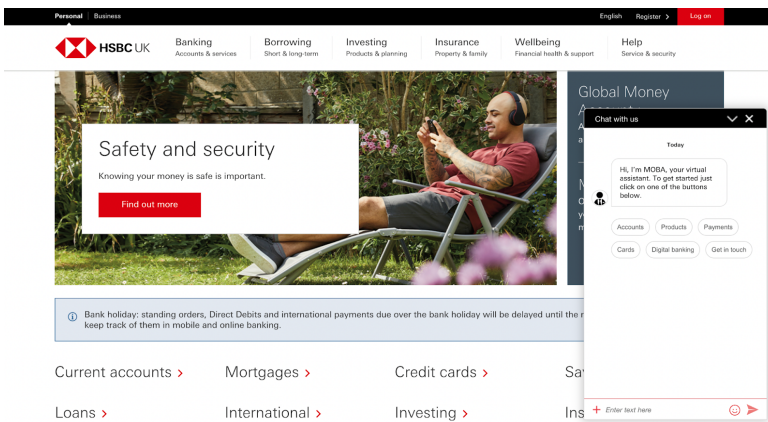 Personal Business English Register Log on
HSBC UK
Banking
Accounts & services
Borrowing
Short & long-term
Investing
Products & planning
Insurance
Property & family
Wellbeing
Financial health & support
Help
Service & security
Safety and security
Knowing your money is safe is important.
Find out more
Global Money
Chat with us
Today
Hi, I'm MOBA, your virtual
assistant. To get started just
click on one of the buttons
below.
Accounts Products Payments
Cards Digital banking Get in touch
Enter text here
Bank holiday: standing orders, Direct Debits and international payments due over the bank holiday will be delayed until the
keep track of them in mobile and online banking.
Current accounts
Mortgages
Credit cards
Loans
International
Investing